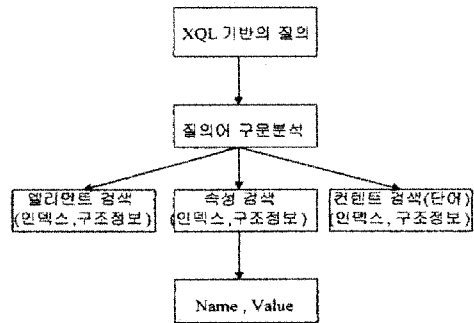 XQL 기반의 질의
질의어 구문분석
엘리먼트 검색
(인덱스,구조정보)
속성 검색
(인덱스,구조정보)
컨텐트 검색(단어)
(인덱스, 구조정보)
Name , Value